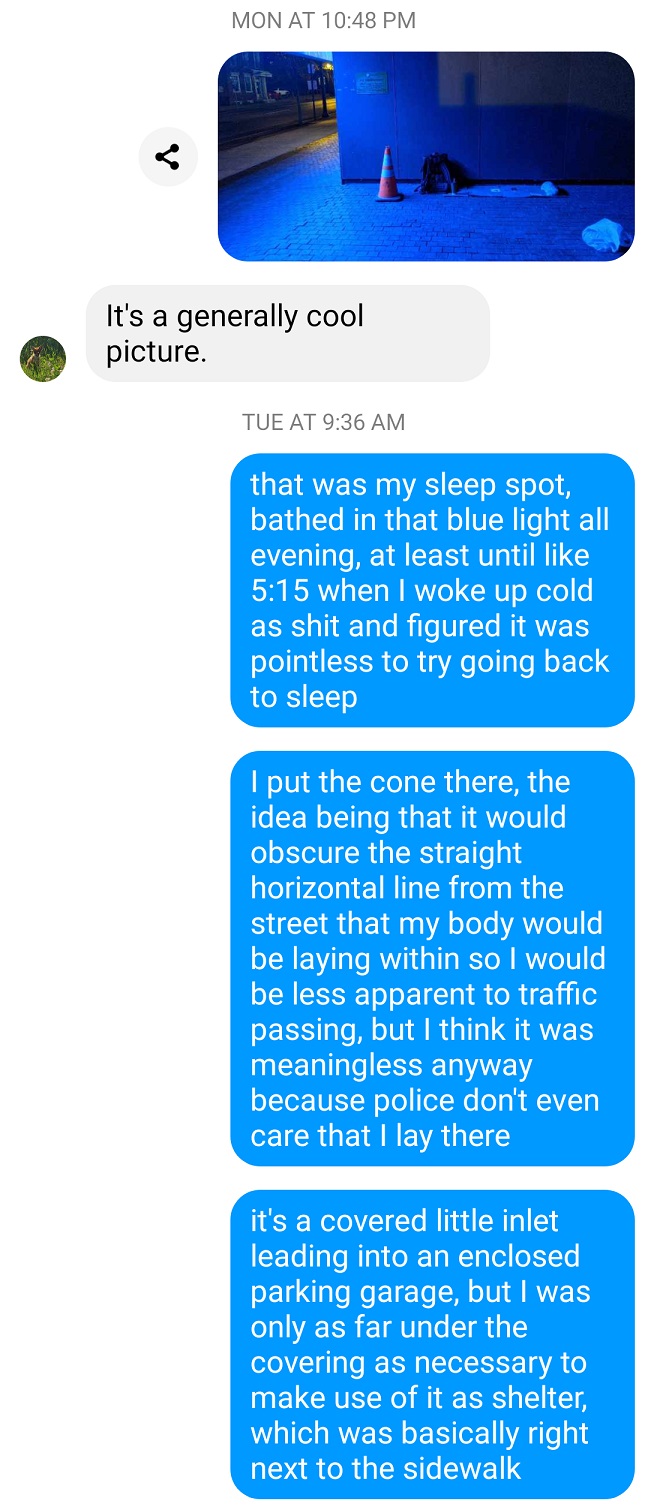 MON AT 10:48 PM
It's a generally cool
picture.
TUE AT 9:36 AM
that was my sleep spot,
bathed in that blue light all
evening, at least until like
5:15 when I woke up cold
as shit and figured it was
pointless to try going back
to sleep
I put the cone there, the
idea being that it would
obscure the straight
horizontal line from the
street that my body would
be laying within so I would
be less apparent to traffic
passing, but I think it was
meaningless anyway
because police don't even
care that I lay there
it's a covered little inlet
leading into an enclosed
parking garage, but I was
only as far under the
covering as necessary to
make use of it as shelter,
which was basically right
next to the sidewalk